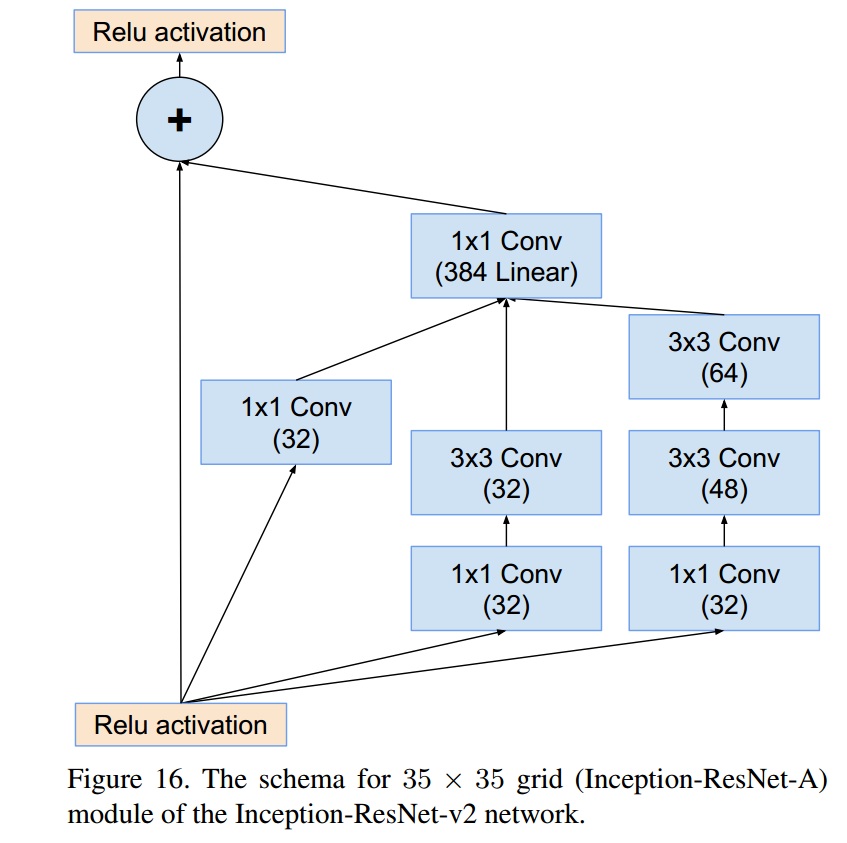 Relu activation
+
1x1 Conv
(384 Linear)
3x3 Conv
(64)
1x1 Conv
(32)
3x3 Conv
(32)
3x3 Conv
(48)
1x1 Conv
(32)
1x1 Conv
(32)
Relu activation
Figure 16. The schema for 35 × 35 grid (Inception-ResNet-A)
module of the Inception-ResNet-v2 network.